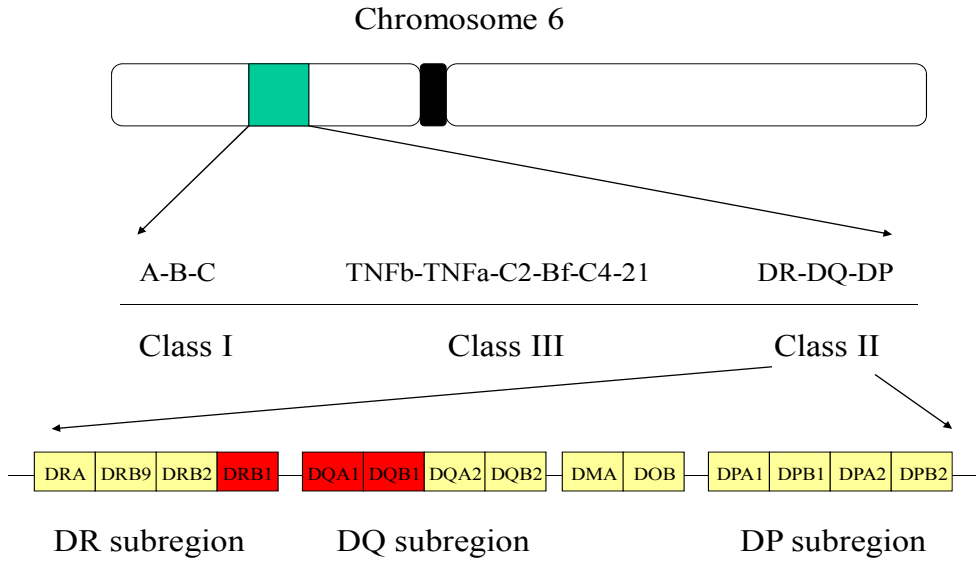 Chromosome 6
A-B-C TNFb-TNFa-C2-Bf-C4-21 DR-DQ-DP
Class I Class III Class II
DRA DRB9 DRB2 DRB1 DQA1 DQB1 DQA2 DQB2 DMA DOB DPA1 DPB1 DPA2 DPB2
DR subregion DQ subregion DP subregion